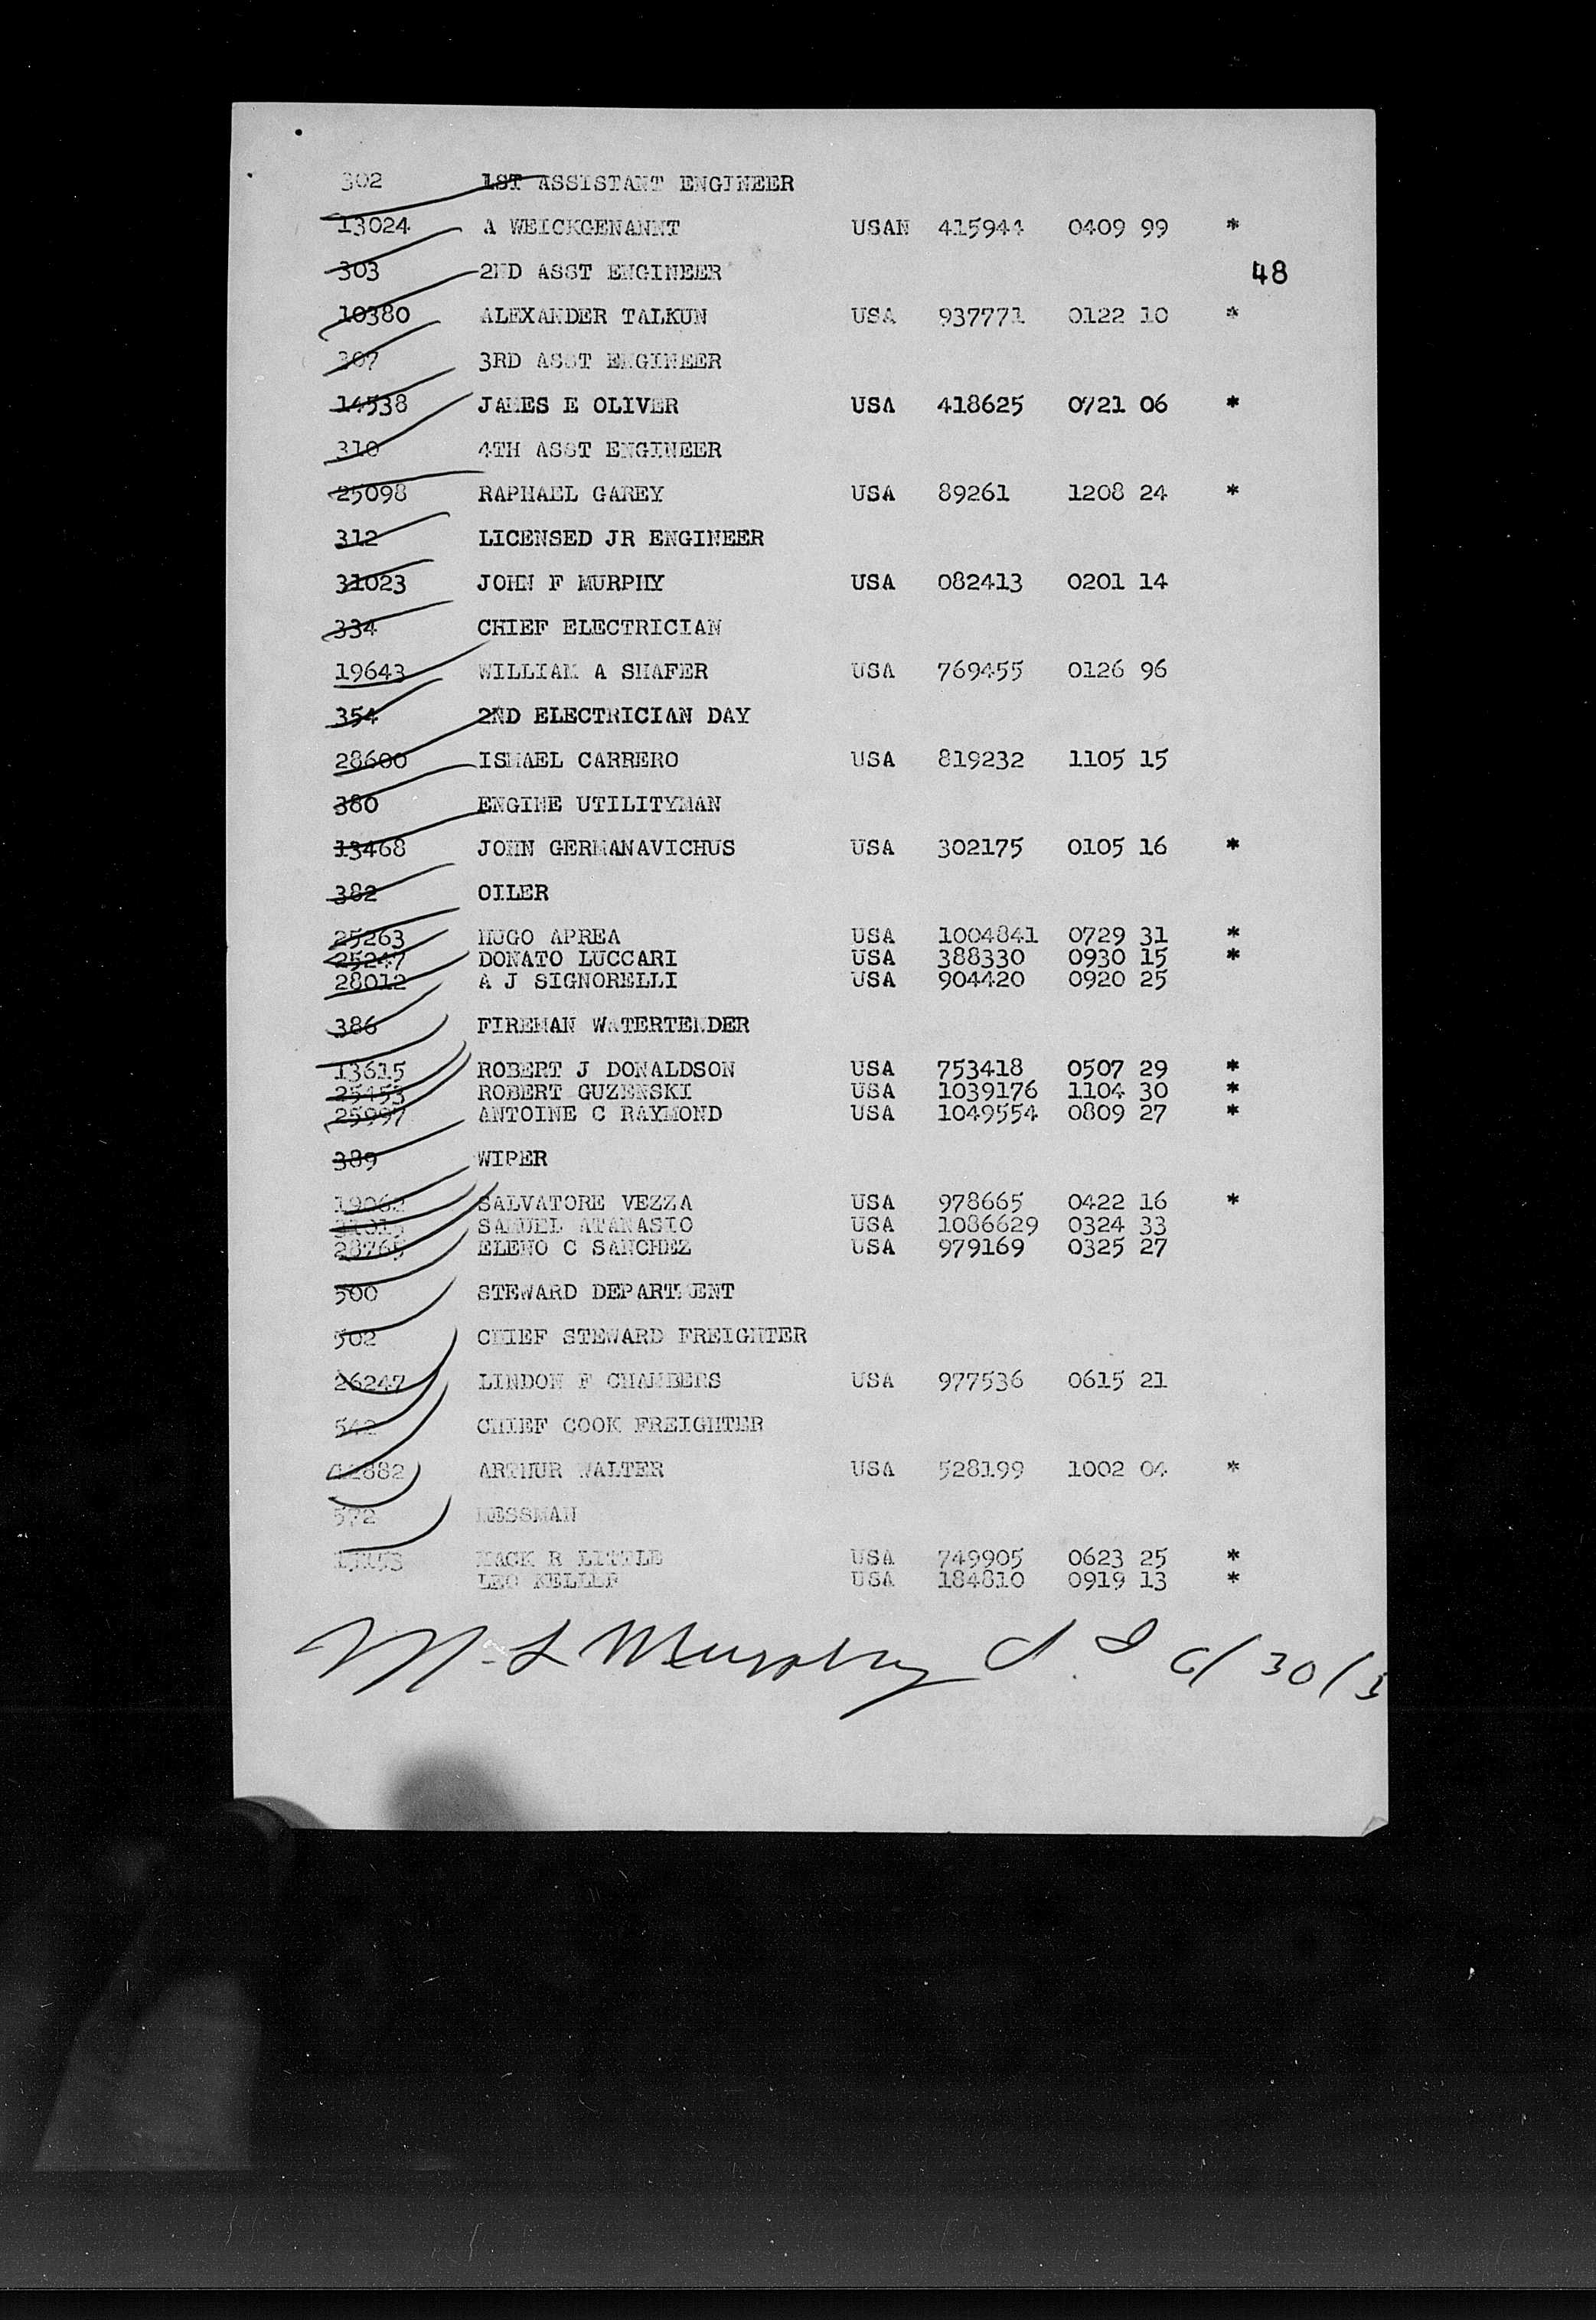 302 1ST ASSISTANT ENGINEER
13024 A WEICKGENANNT USAN 415944 0409 99 *
303 2ND ASST ENGINEER 48
10380 ALEXANDER TALKUN USA 937771 0122 10 *
307 3RD ASST ENGINEER
14538 JAMES E OLIVER USA 418625 0721 06 *
310 4TH ASST ENGINEER
25098 RAPHAEL GAREY USA 89261 1208 24 *
312 LICENSED JR ENGINEER
31023 JOHN F MURPHY USA 082413 0201 14
334 CHIEF ELECTRICIAN
19643 WILLIAM A SHAFER USA 769455 0126 96
354 2ND ELECTRICIAN DAY
28600 ISMAEL CARRERO USA 819232 1105 15
380 ENGINE UTILITYMAN
13468 JOHN GERMANAVICHUS USA 302175 0105 16 *
382 OILER
25263 HUGO APREA USA 1004841 0729 31 *
25247 DONATO LUCCARI USA 388330 0930 15 *
28012 A J SIGNORELLI USA 904420 0920 25
386 FIREMAN WATERTENDER
13615 ROBERT J DONALDSON USA 753418 0507 29 *
25453 ROBERT GUZENSKI USA 1039176 1104 30 *
25997 ANTOINE C RAYMOND USA 1049554 0809 27 *
389 WIPER
19062 SALVATORE VEZZA USA 978665 0422 16 *
SAMUEL ATANASIO USA 1086629 0324 33
28765 ELENO C SANCHEZ USA 979169 0325 27
500 STEWARD DEPARTMENT
502 CHIEF STEWARD FREIGHTER
26247 LINDON F CHAMBERS USA 977536 0615 21
542 CHIEF COOK FREIGHTER
ARTHUR WALTER USA 528199 1002 04 *
572 MESSMAN
MACK R LITTLE USA 749905 0623 25 *
LEO KELLER USA 184810 0919 13 *
M-L Murphy 6/30/